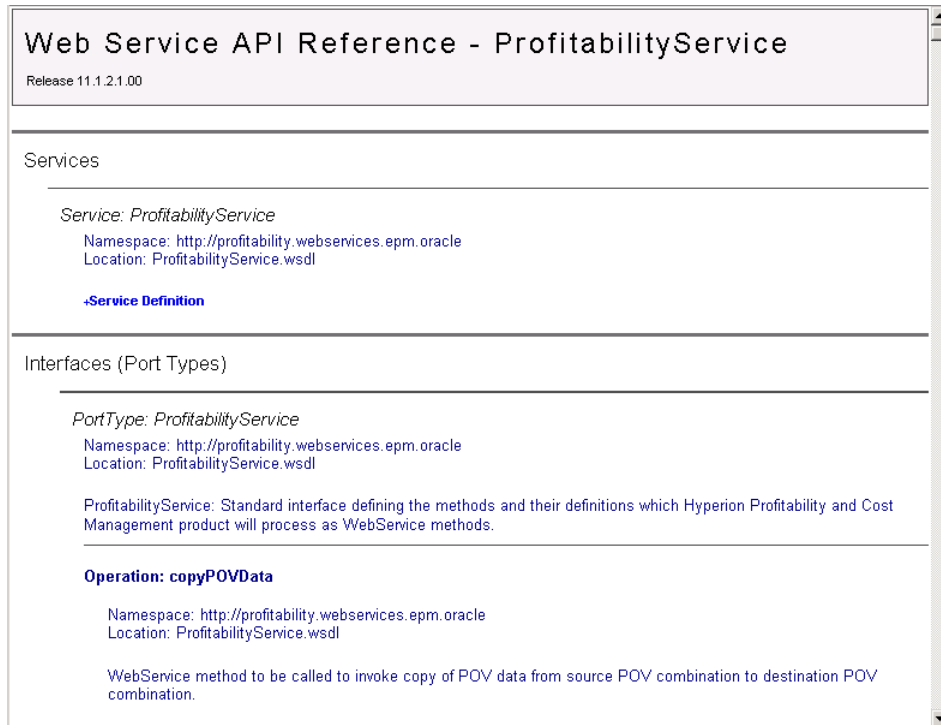 Web Service API Reference - ProfitabilityService
Release 11.1.2.1.00
Services
Service: ProfitabilityService
Namespace: http://profitability.webservices.epm.oracle
Location: ProfitabilityService.wsdl
+Service Definition
Interfaces (Port Types)
PortType: ProfitabilityService
Namespace: http://profitability.webservices.epm.oracle
Location: ProfitabilityService.wsdl
ProfitabilityService: Standard interface defining the methods and their definitions which Hyperion Profitability and Cost
Management product will process as WebService methods.
Operation: copyPOVData
Namespace: http://profitability.webservices.epm.oracle
Location: ProfitabilityService.wsdl
WebService method to be called to invoke copy of POV data from source POV combination to destination POV
combination.